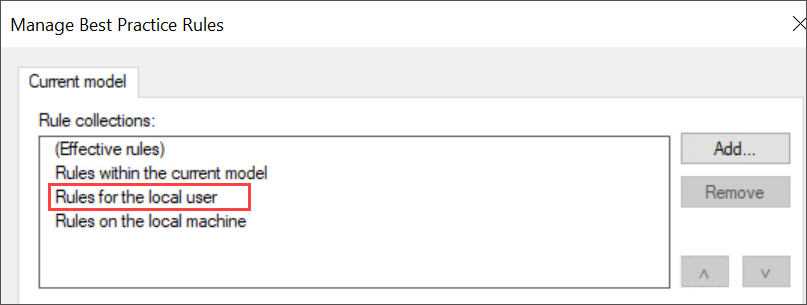 Manage Best Practice Rules
Current model
Rule collections:
(Effective rules)
Rules within the current model
Rules for the local user
Rules on the local machine
Add...
Remove